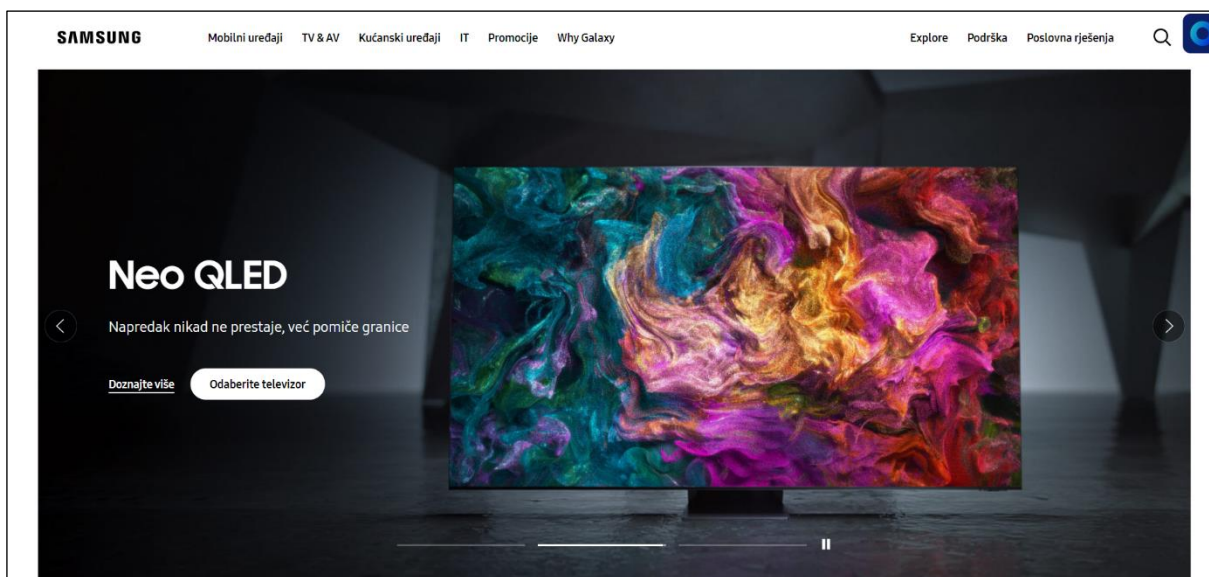 SAMSUNG Mobilni uređaji TV & AV Kućanski uređaji IT Promocije Why Galaxy Explore Podrška Poslovna rješenja
Neo QLED
Napredak nikad ne prestaje, već pomiče granice
Doznajte više Odaberite televizor